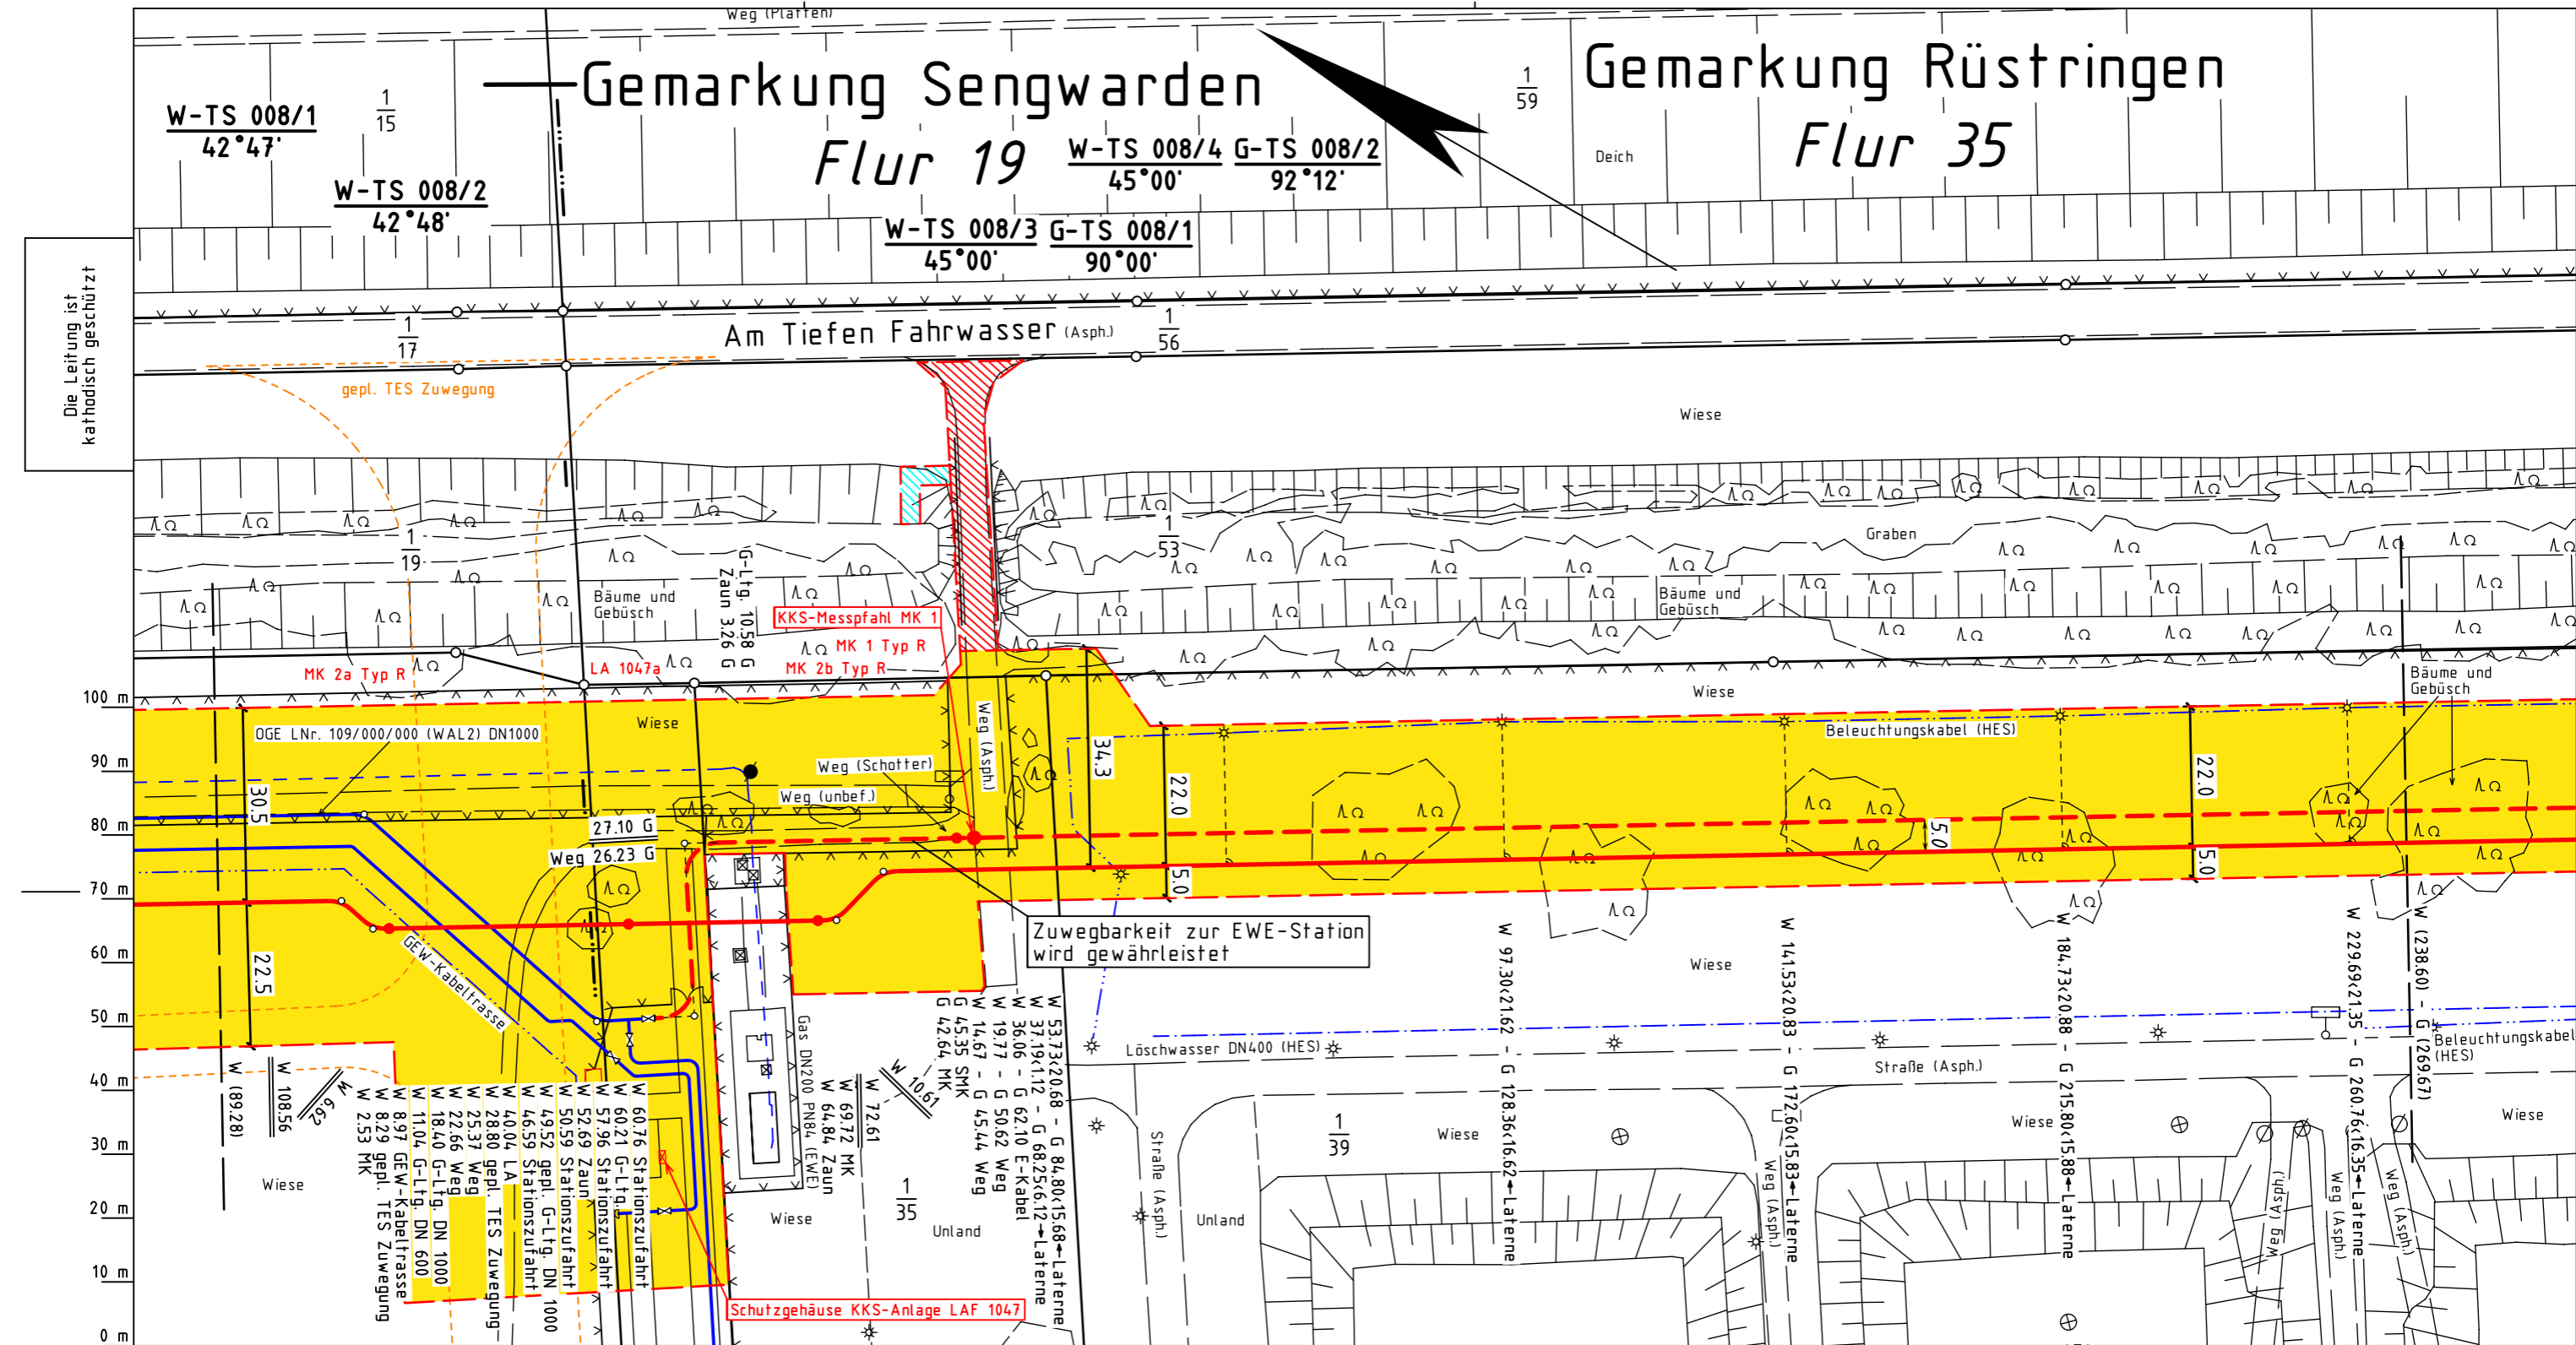 Weg (Platten)
Gemarkung Sengwarden
Flur 19
Gemarkung Rüstringen
Flur 35
W-TS 008/1
42°47'
1
15
W-TS 008/2
42°48'
W-TS 008/4
45°00'
G-TS 008/2
92°12'
W-TS 008/3
45°00'
G-TS 008/1
90°00'
1
59
Deich
Die Leitung ist
kathodisch geschützt
1
17
Am Tiefen Fahrwasser (Asph.)
1
56
gepl. TES Zuwegung
Wiese
1
19
1
53
Graben
Bäume und
Gebüsch
G-Ltg. 10.58 G
Zaun 3.26 G
KKS-Messpfahl MK 1
MK 1 Typ R
MK 2b Typ R
Bäume und
Gebüsch
MK 2a Typ R
LA 1047a
Wiese
Bäume und
Gebüsch
100 m
90 m
80 m
70 m
60 m
50 m
40 m
30 m
20 m
10 m
0 m
Wiese
OGE LNr. 109/000/000 (WAL2) DN1000
Weg (Schotter)
Weg (unbef.)
Weg (Asph.)
Beleuchtungskabel (HES)
30.5
34.3
22.0
22.0
5.0
5.0
5.0
27.10 G
Weg 26.23 G
22.5
GEW-Kabeltrasse
Zuwegbarkeit zur EWE-Station
wird gewährleistet
Wiese
Gas DN200 PN84 (EWE)
Löschwasser DN400 (HES)
Straße (Asph.)
Beleuchtungskabel
(HES)
W (89.28)
W 108.56
W 6.62
W 2.53 MK
W 8.29 gepl. TES Zuwegung
W 8.97 GEW-Kabeltrasse
W 11.04 G-Ltg. DN 600
W 18.40 G-Ltg. DN 1000
W 22.66 Weg
W 25.37 Weg
W 28.80 gepl. TES Zuwegung
W 40.04 LA
W 46.59 Stationszufahrt
W 49.52 gepl. G-Ltg. DN 1000
W 50.59 Stationszufahrt
W 52.69 Zaun
W 57.96 Stationszufahrt
W 60.21 G-Ltg.
W 60.76 Stationszufahrt
W 64.84 Zaun
W 69.72 MK
W 72.61
W 10.61
G 42.64 MK
G 45.35 SMK
W 14.67 - G 45.44 Weg
W 19.77 - G 50.62 Weg
W 36.06 - G 62.10 E-Kabel
W 37.19<1.12 - G 68.25<6.12→Laterne
W 53.73<20.68 - G 84.80<15.68→Laterne
W 97.30<21.62 - G 128.36<16.62→Laterne
W 141.53<20.83 - G 172.60<15.83→Laterne
W 184.73<20.88 - G 215.80<15.88→Laterne
W 229.69<21.35 - G 260.76<16.35→Laterne
W (238.60) - G (269.67)
Wiese
Wiese
1
35
Unland
Straße (Asph.)
Unland
1
39
Wiese
Weg (Asph.)
Wiese
Weg (Asph.)
Weg (Asph.)
Weg (Asph.)
Wiese
Schutzgehäuse KKS-Anlage LAF 1047